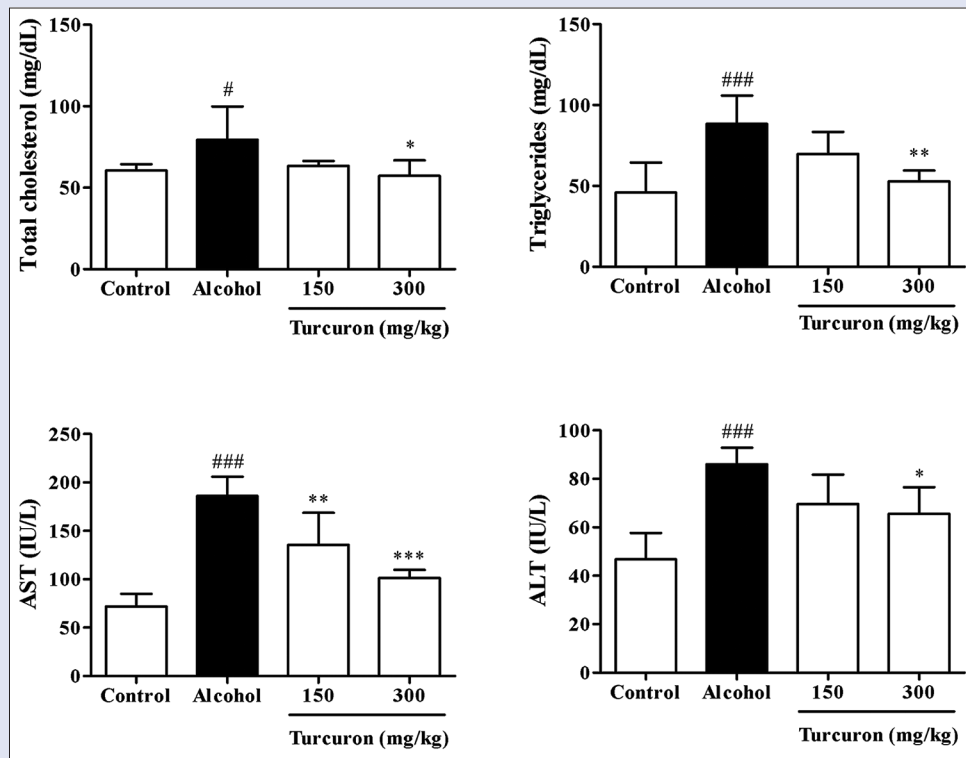 Total cholesterol (mg/dL)
150
100
50
0
#
*
Control Alcohol 150 300
Turcuron (mg/kg)
Triglycerides (mg/dL)
150
100
50
0
###
**
Control Alcohol 150 300
Turcuron (mg/kg)
AST (IU/L)
250
200
150
100
50
0
###
**
***
Control Alcohol 150 300
Turcuron (mg/kg)
ALT (IU/L)
100
80
60
40
20
0
###
*
Control Alcohol 150 300
Turcuron (mg/kg)